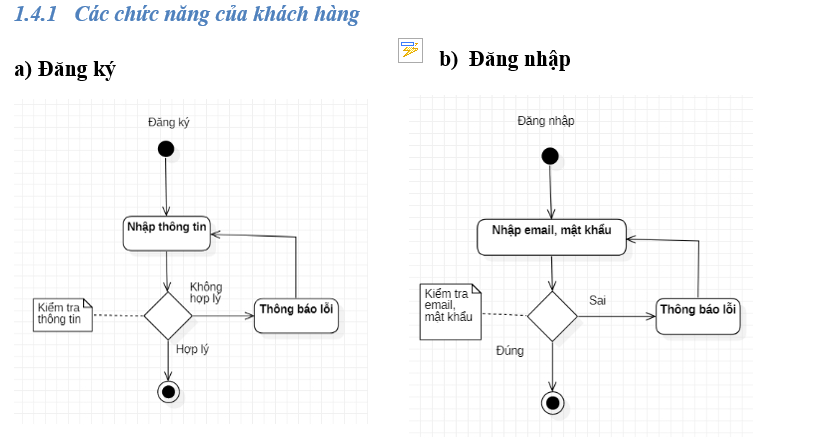 1.4.1 Các chức năng của khách hàng
a) Đăng ký
Đăng ký
Nhập thông tin
Không
hợp lý
Kiểm tra
thông tin
Thông báo lỗi
Hợp lý
b) Đăng nhập
Đăng nhập
Nhập email, mật khẩu
Kiểm tra
email,
mật khẩu
Sai
Thông báo lỗi
Đúng